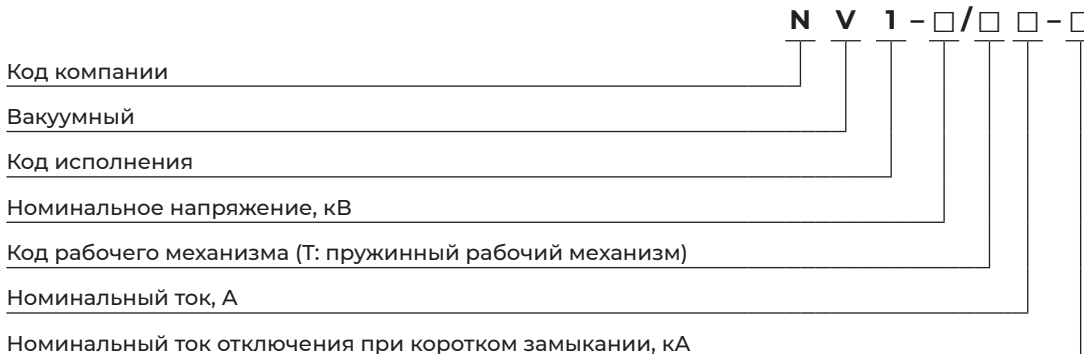 N V 1 – □ / □ □ – □
Код компании
Вакуумный
Код исполнения
Номинальное напряжение, кВ
Код рабочего механизма (Т: пружинный рабочий механизм)
Номинальный ток, А
Номинальный ток отключения при коротком замыкании, кА